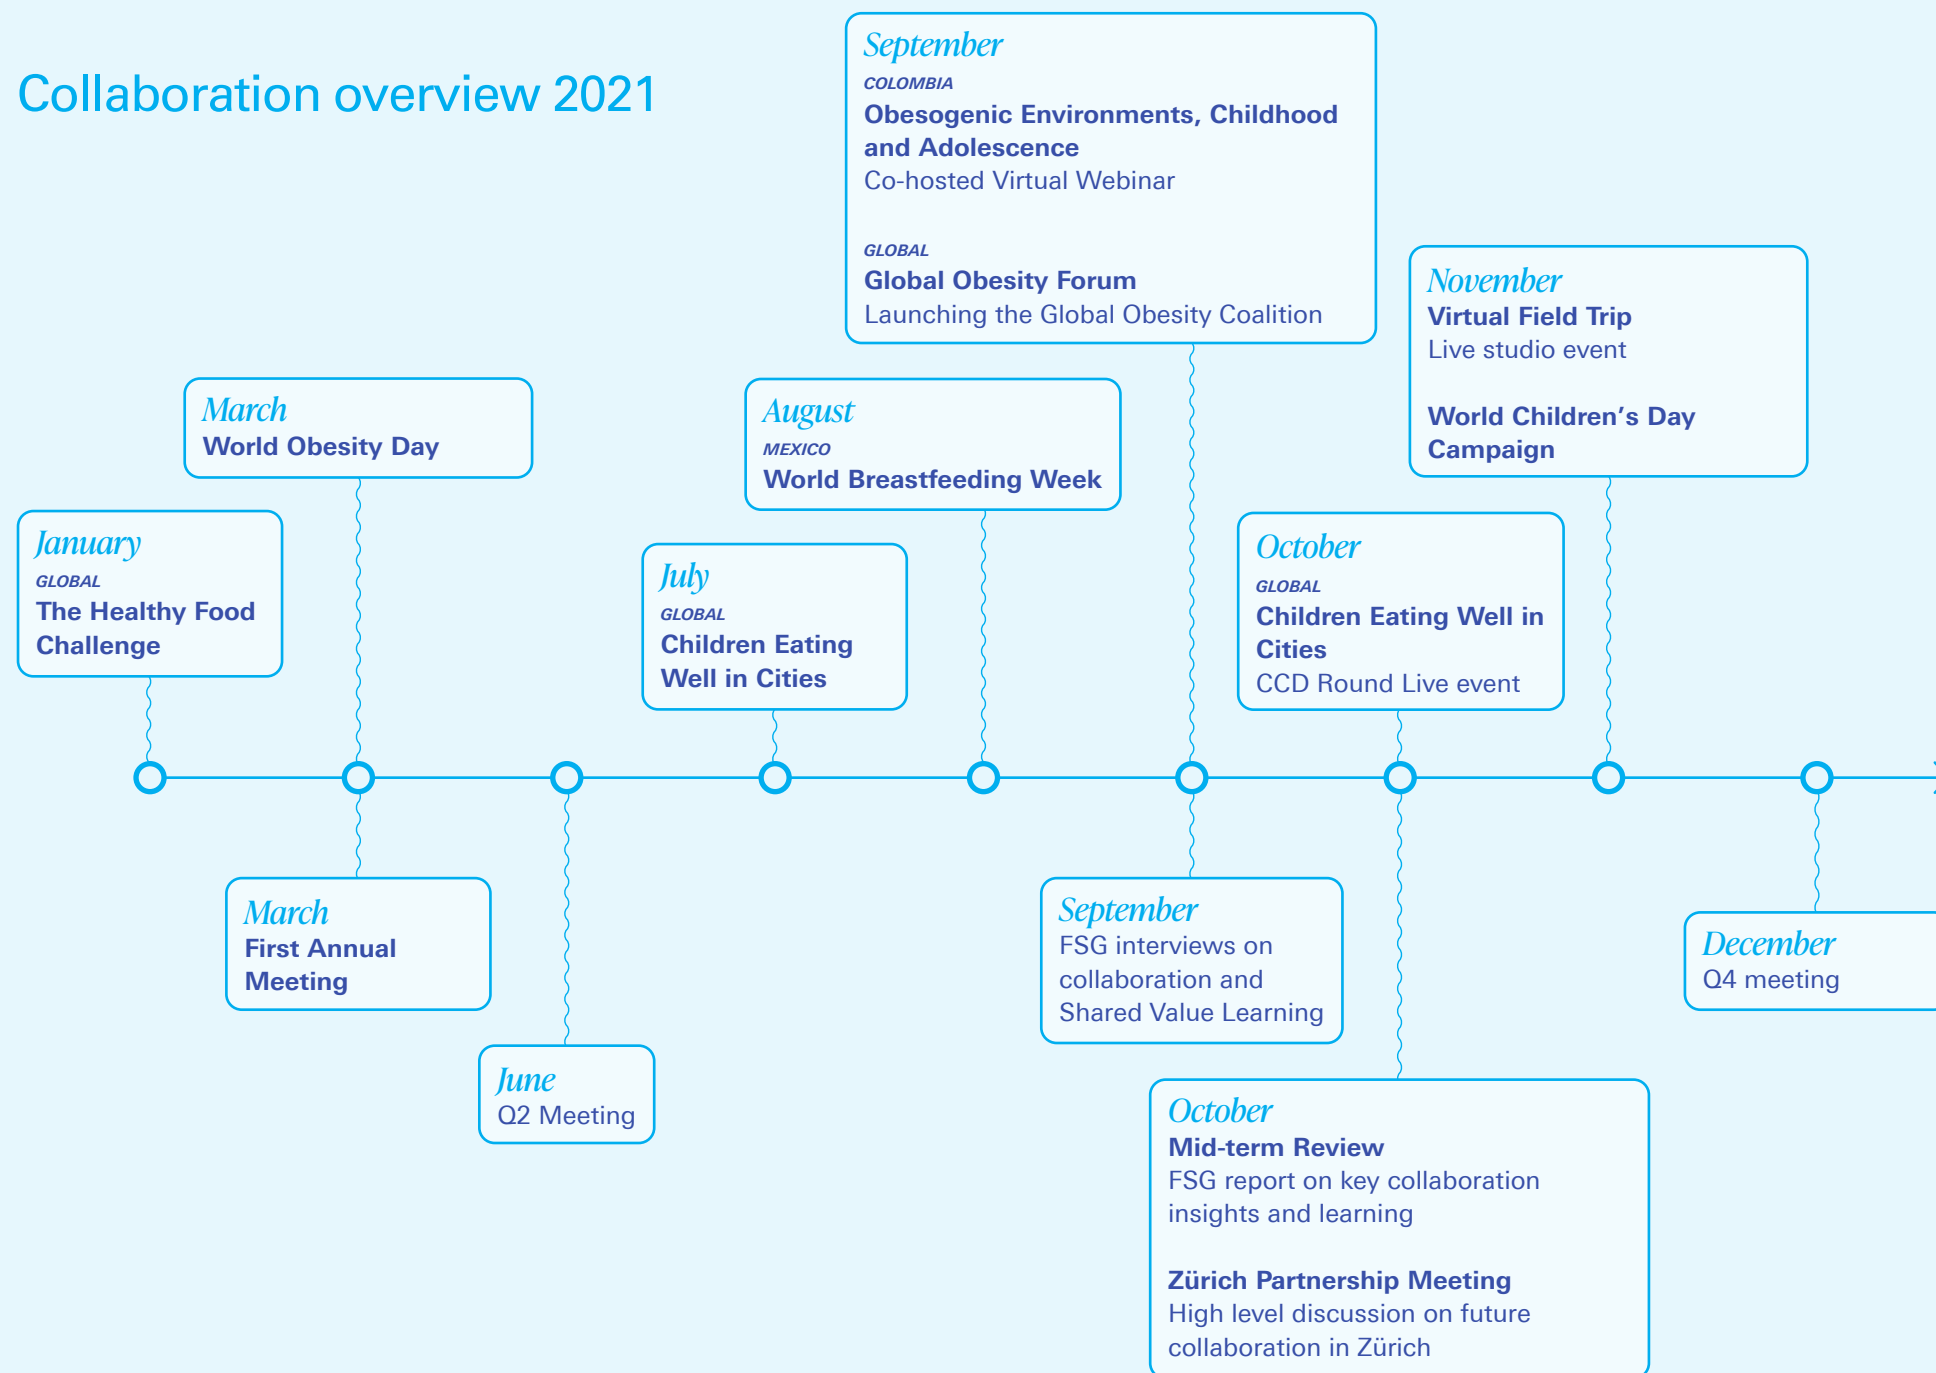 Collaboration overview 2021
January
GLOBAL
The Healthy Food
Challenge
March
World Obesity Day
March
First Annual
Meeting
June
Q2 Meeting
July
GLOBAL
Children Eating
Well in Cities
August
MEXICO
World Breastfeeding Week
September
COLOMBIA
Obesogenic Environments, Childhood
and Adolescence
Co-hosted Virtual Webinar
GLOBAL
Global Obesity Forum
Launching the Global Obesity Coalition
September
FSG interviews on
collaboration and
Shared Value Learning
October
GLOBAL
Children Eating Well in
Cities
CCD Round Live event
October
Mid-term Review
FSG report on key collaboration
insights and learning
Zürich Partnership Meeting
High level discussion on future
collaboration in Zürich
November
Virtual Field Trip
Live studio event
World Children’s Day
Campaign
December
Q4 meeting